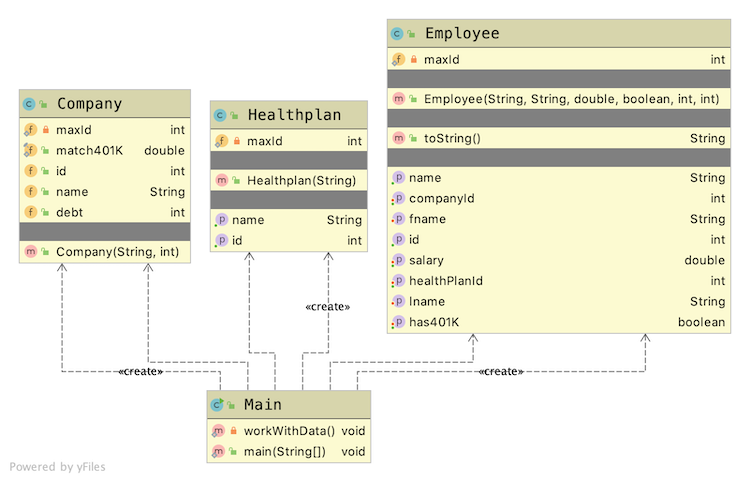 Company
maxId int
match401K double
id int
name String
debt int
Company(String, int)
Healthplan
maxId int
Healthplan(String)
name String
id int
Employee
maxId int
Employee(String, String, double, boolean, int, int)
toString() String
name String
companyId int
fname String
id int
salary double
healthPlanId int
lname String
has401K boolean
«create»
«create»
«create»
Main
workWithData() void
main(String[]) void
Powered by yFiles